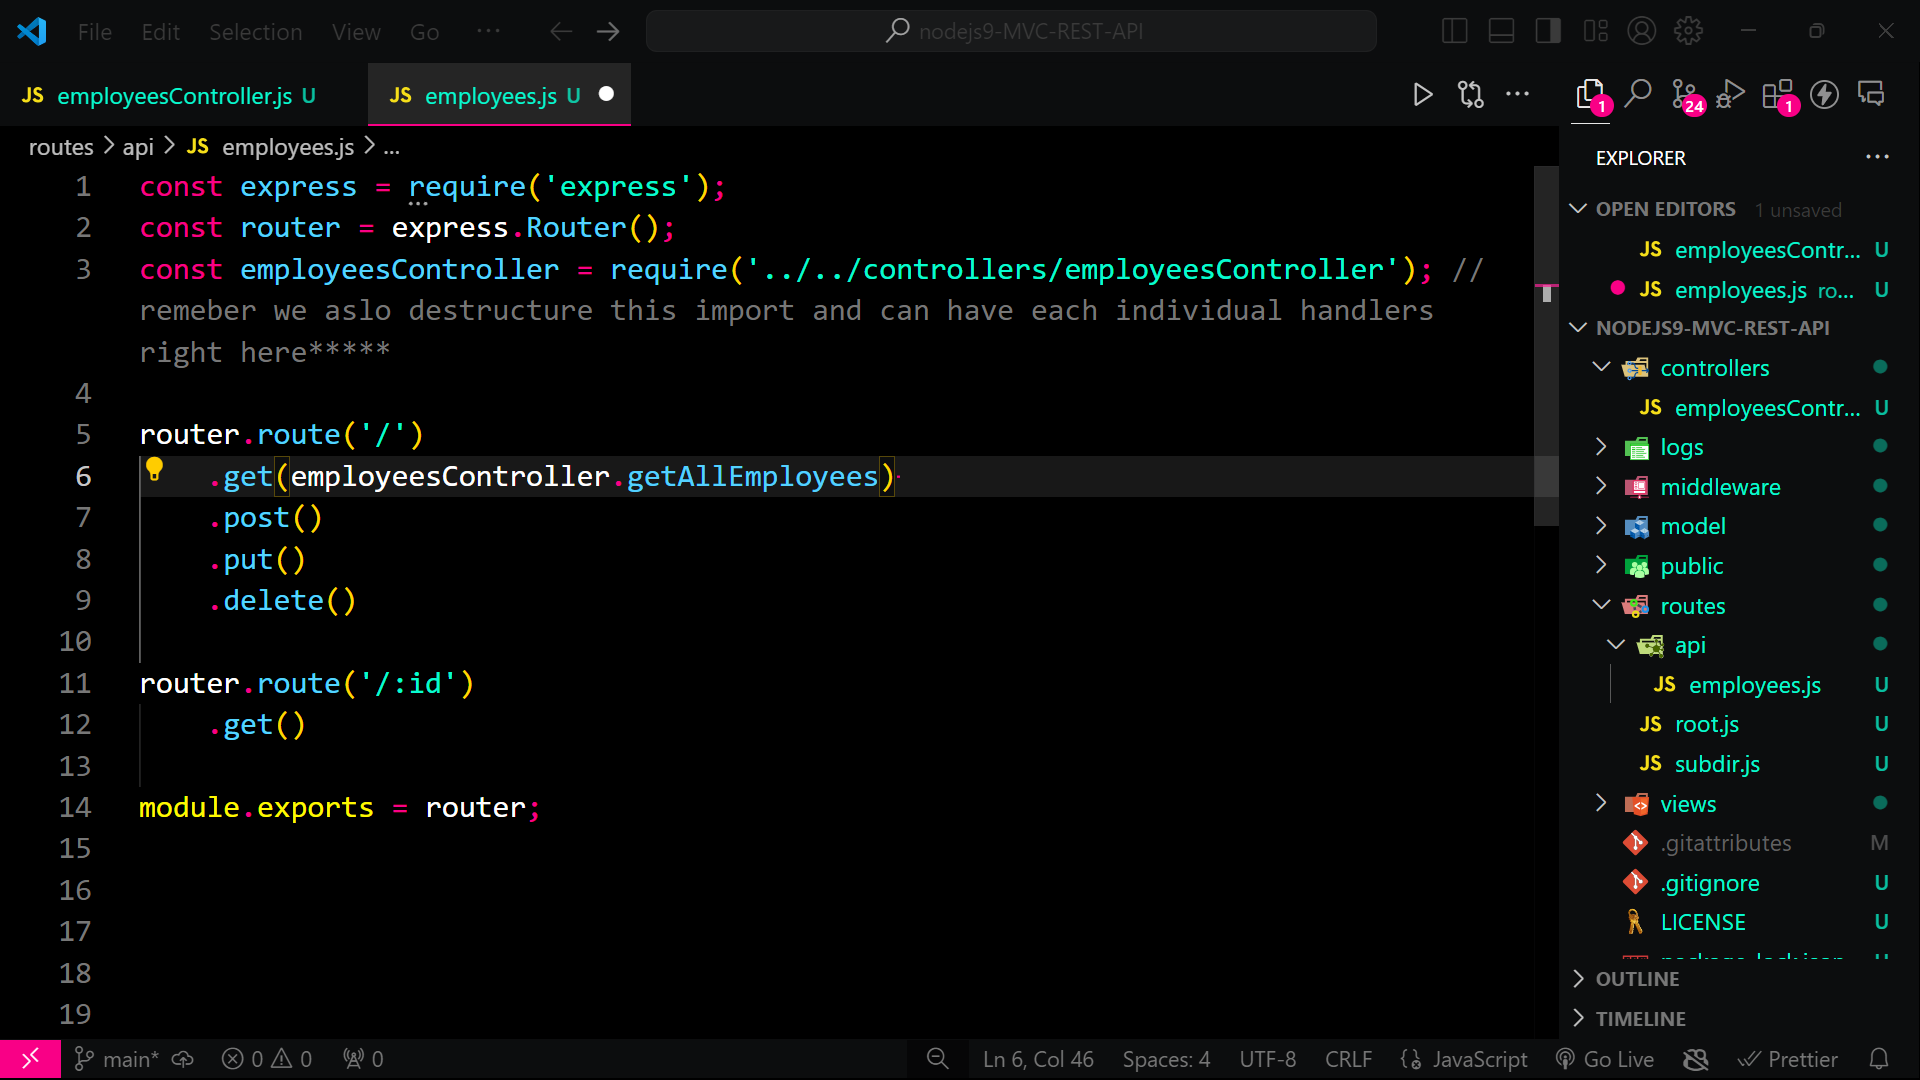 File Edit Selection View Go ··· nodejs9-MVC-REST-API
JS employeesController.js U JS employees.js U
routes > api > JS employees.js > ...
1 const express = require('express');
2 const router = express.Router();
3 const employeesController = require('../../controllers/employeesController'); //
remeber we aslo destructure this import and can have each individual handlers
right here*****
4
5 router.route('/')
6 .get(employeesController.getAllEmployees)
7 .post()
8 .put()
9 .delete()
10
11 router.route('/:id')
12 .get()
13
14 module.exports = router;
15
16
17
18
19
1 24 1
EXPLORER ···
OPEN EDITORS 1 unsaved
JS employeesContr... U
JS employees.js ro... U
NODEJS9-MVC-REST-API
controllers
JS employeesContr... U
logs
middleware
model
public
routes
api
JS employees.js U
JS root.js U
JS subdir.js U
views
.gitattributes M
.gitignore U
LICENSE U
OUTLINE
TIMELINE
main* 0 0 0 Ln 6, Col 46 Spaces: 4 UTF-8 CRLF JavaScript Go Live Prettier